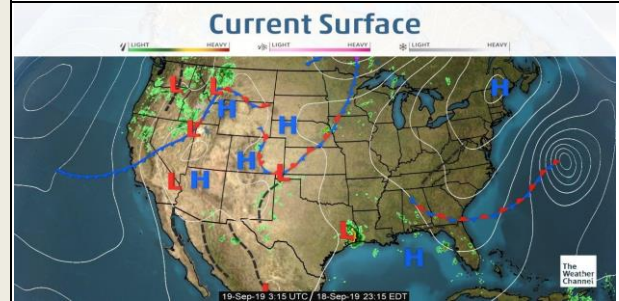 Current Surface
LIGHT HEAVY LIGHT HEAVY LIGHT HEAVY
L L
H H
H
L
H
L
L H
L
H
L
The
Weather
Channel
19-Sep-19 3:15 UTC / 18-Sep-19 23:15 EDT